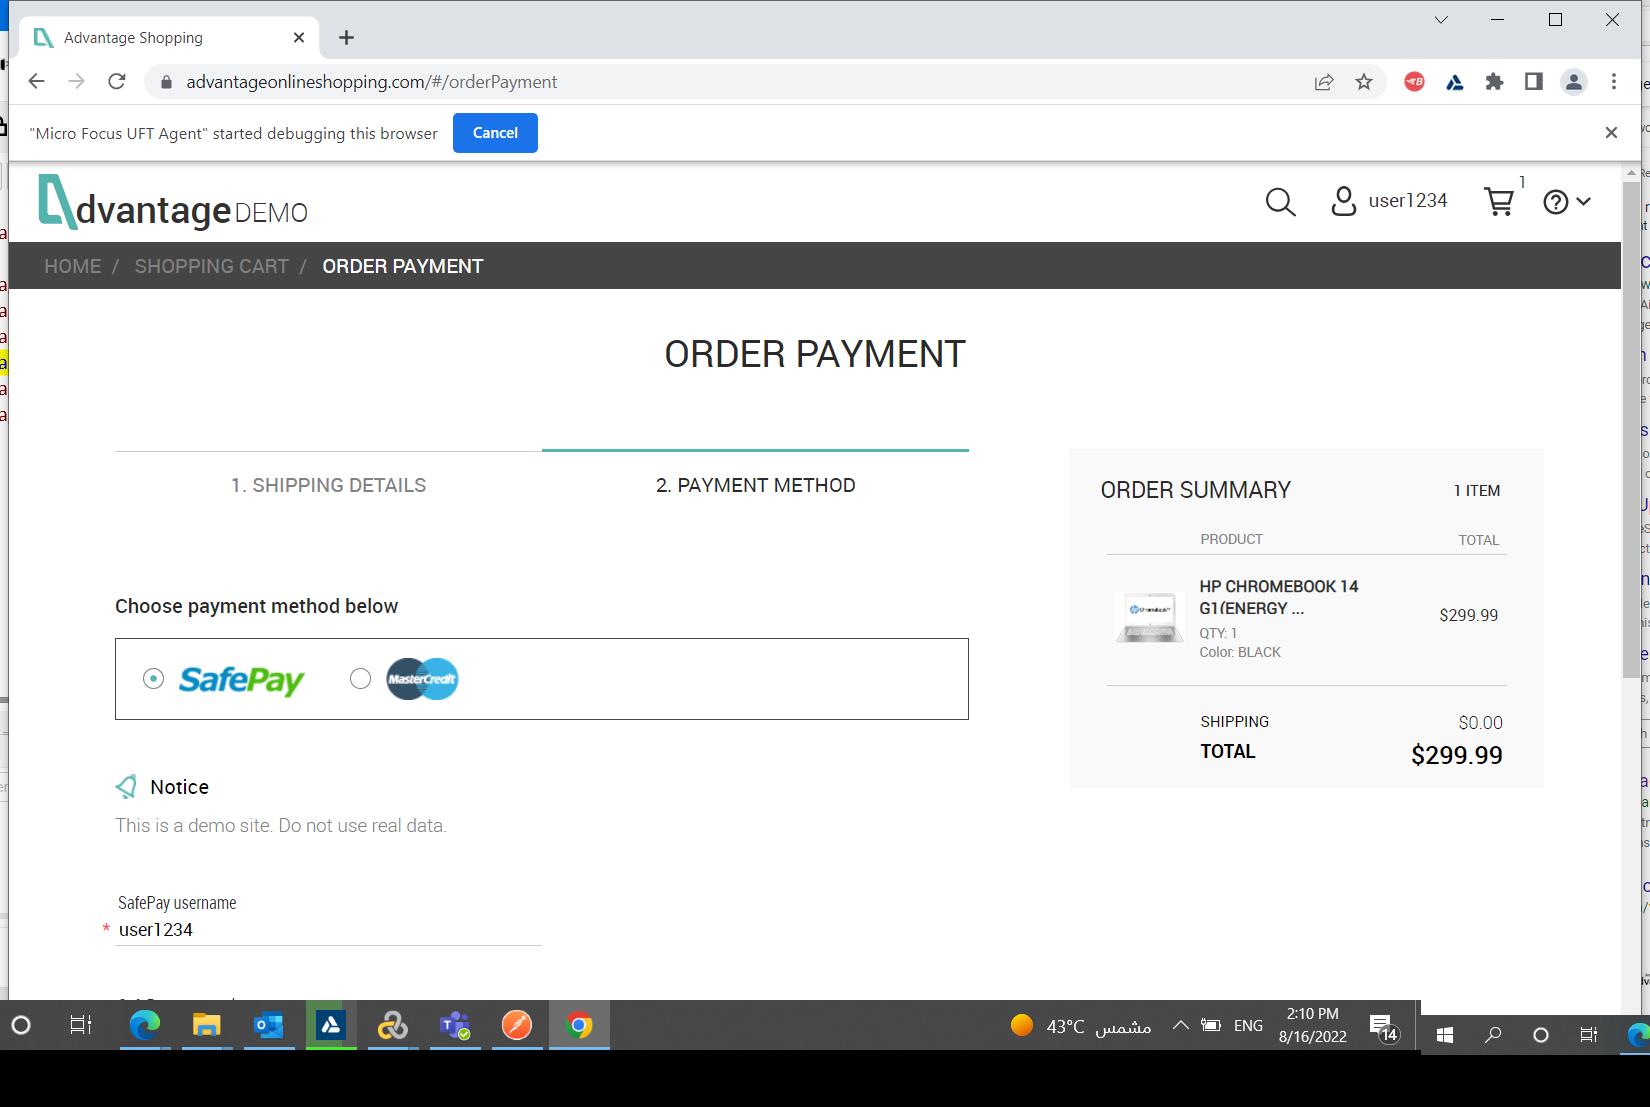 Advantage Shopping
advantageonlineshopping.com/#/orderPayment
"Micro Focus UFT Agent" started debugging this browser
Cancel
dvantage DEMO
user1234
1
HOME / SHOPPING CART / ORDER PAYMENT
ORDER PAYMENT
1. SHIPPING DETAILS
2. PAYMENT METHOD
Choose payment method below
SafePay
MasterCredit
Notice
This is a demo site. Do not use real data.
SafePay username
* user1234
ORDER SUMMARY
1 ITEM
PRODUCT
TOTAL
HP CHROMEBOOK 14
G1(ENERGY ...
$299.99
QTY: 1
Color: BLACK
SHIPPING
$0.00
TOTAL
$299.99
43°C مشمس
ENG
2:10 PM
8/16/2022
14